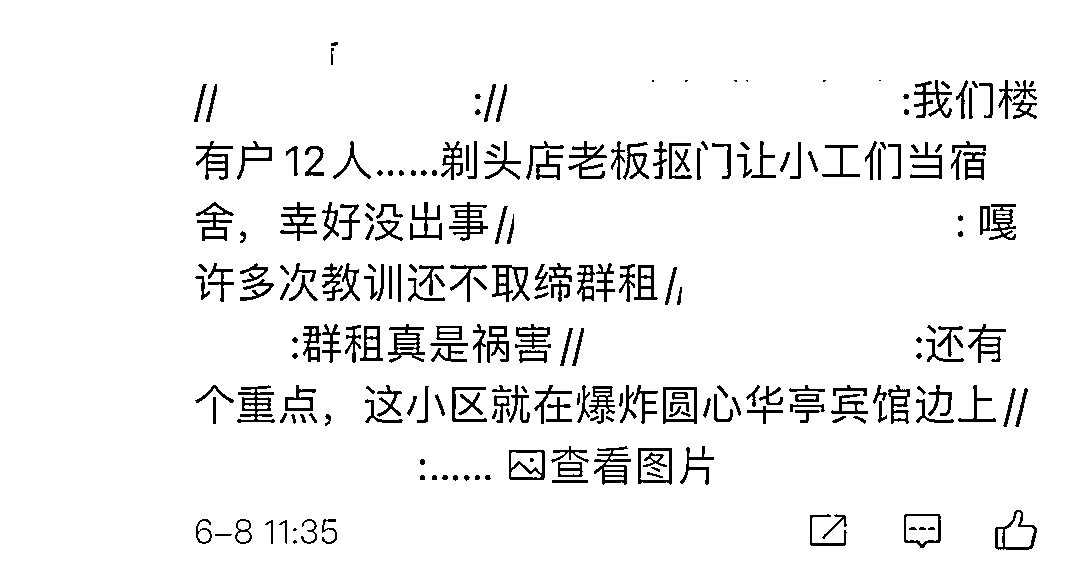 // :// :我们楼
有户12人......剃头店老板抠门让小工们当宿
舍，幸好没出事// : 嘎
许多次教训还不取缔群租//
:群租真是祸害// :还有
个重点，这小区就在爆炸圆心华亭宾馆边上//
:...... 查看图片
6-8 11:35